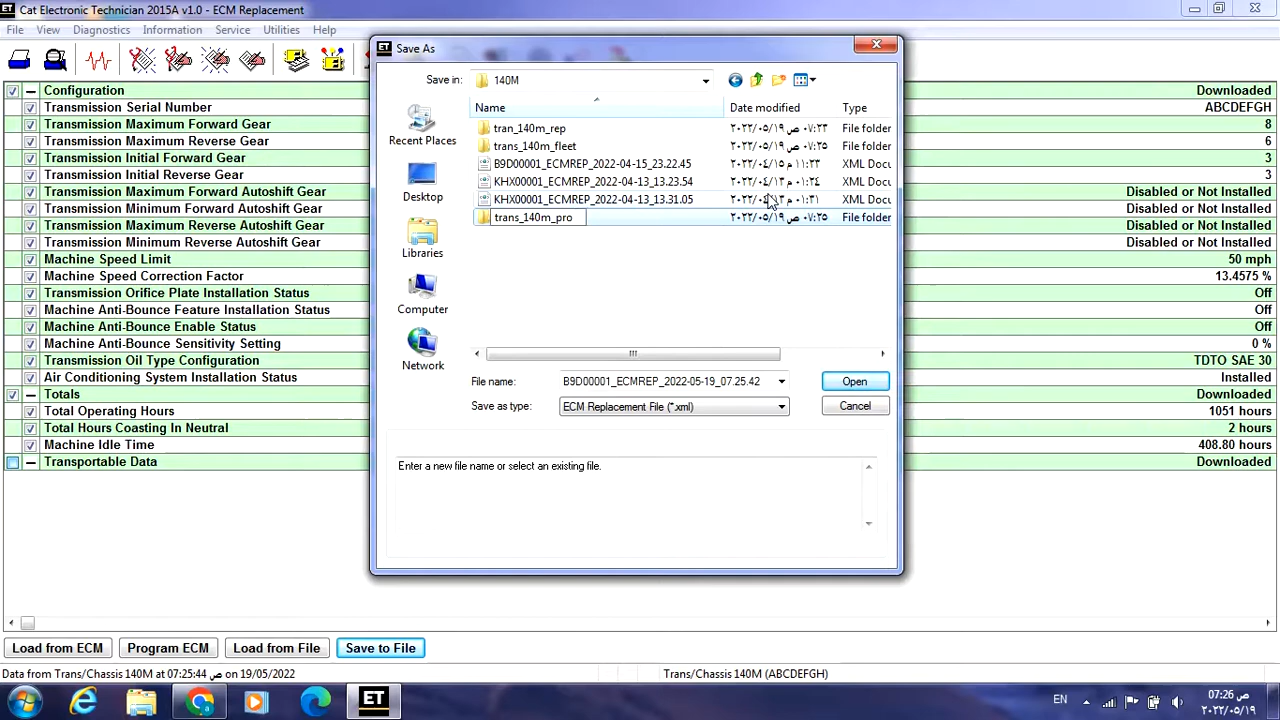 Cat Electronic Technician 2015A v1.0 - ECM Replacement
File View Diagnostics Information Service Utilities Help
Configuration Downloaded
Transmission Serial Number ABCDEFGH
Transmission Maximum Forward Gear 8
Transmission Maximum Reverse Gear 6
Transmission Initial Forward Gear 3
Transmission Initial Reverse Gear 3
Transmission Maximum Forward Autoshift Gear Disabled or Not Installed
Transmission Minimum Forward Autoshift Gear Disabled or Not Installed
Transmission Maximum Reverse Autoshift Gear Disabled or Not Installed
Transmission Minimum Reverse Autoshift Gear Disabled or Not Installed
Machine Speed Limit 50 mph
Machine Speed Correction Factor 13.4575 %
Transmission Orifice Plate Installation Status Off
Machine Anti-Bounce Feature Installation Status Off
Machine Anti-Bounce Enable Status Off
Machine Anti-Bounce Sensitivity Setting 0 %
Transmission Oil Type Configuration TDTO SAE 30
Air Conditioning System Installation Status Installed
Totals Downloaded
Total Operating Hours 1051 hours
Total Hours Coasting In Neutral 2 hours
Machine Idle Time 408.80 hours
Transportable Data Downloaded
ET Save As
Save in: 140M
Recent Places
Desktop
Libraries
Computer
Network
Name Date modified Type
tran_140m_rep ٢٠٢٢/٠٥/١٩ ص ٠٧:٢٣ File folder
trans_140m_fleet ٢٠٢٢/٠٥/١٩ ص ٠٧:٢٥ File folder
B9D00001_ECMREP_2022-04-15_23.22.45 ٢٠٢٢/٠٤/١٥ م ١١:٢٣ XML Docu
KHX00001_ECMREP_2022-04-13_13.23.54 ٢٠٢٢/٠٤/١٣ م ٠١:٢٤ XML Docu
KHX00001_ECMREP_2022-04-13_13.31.05 م ٠١:٣١ XML Docu
trans_140m_pro ٢٠٢٢/٠٥/١٩ ص ٠٧:٢٥ File folder
File name: B9D00001_ECMREP_2022-05-19_07.25.42 Open
Save as type: ECM Replacement File (*.xml) Cancel
Enter a new file name or select an existing file.
Load from ECM Program ECM Load from File Save to File
Data from Trans/Chassis 140M at 07:25:44 ص on 19/05/2022 Trans/Chassis 140M (ABCDEFGH)
ET EN ص 07:26
٢٠٢٢/٠٥/١٩